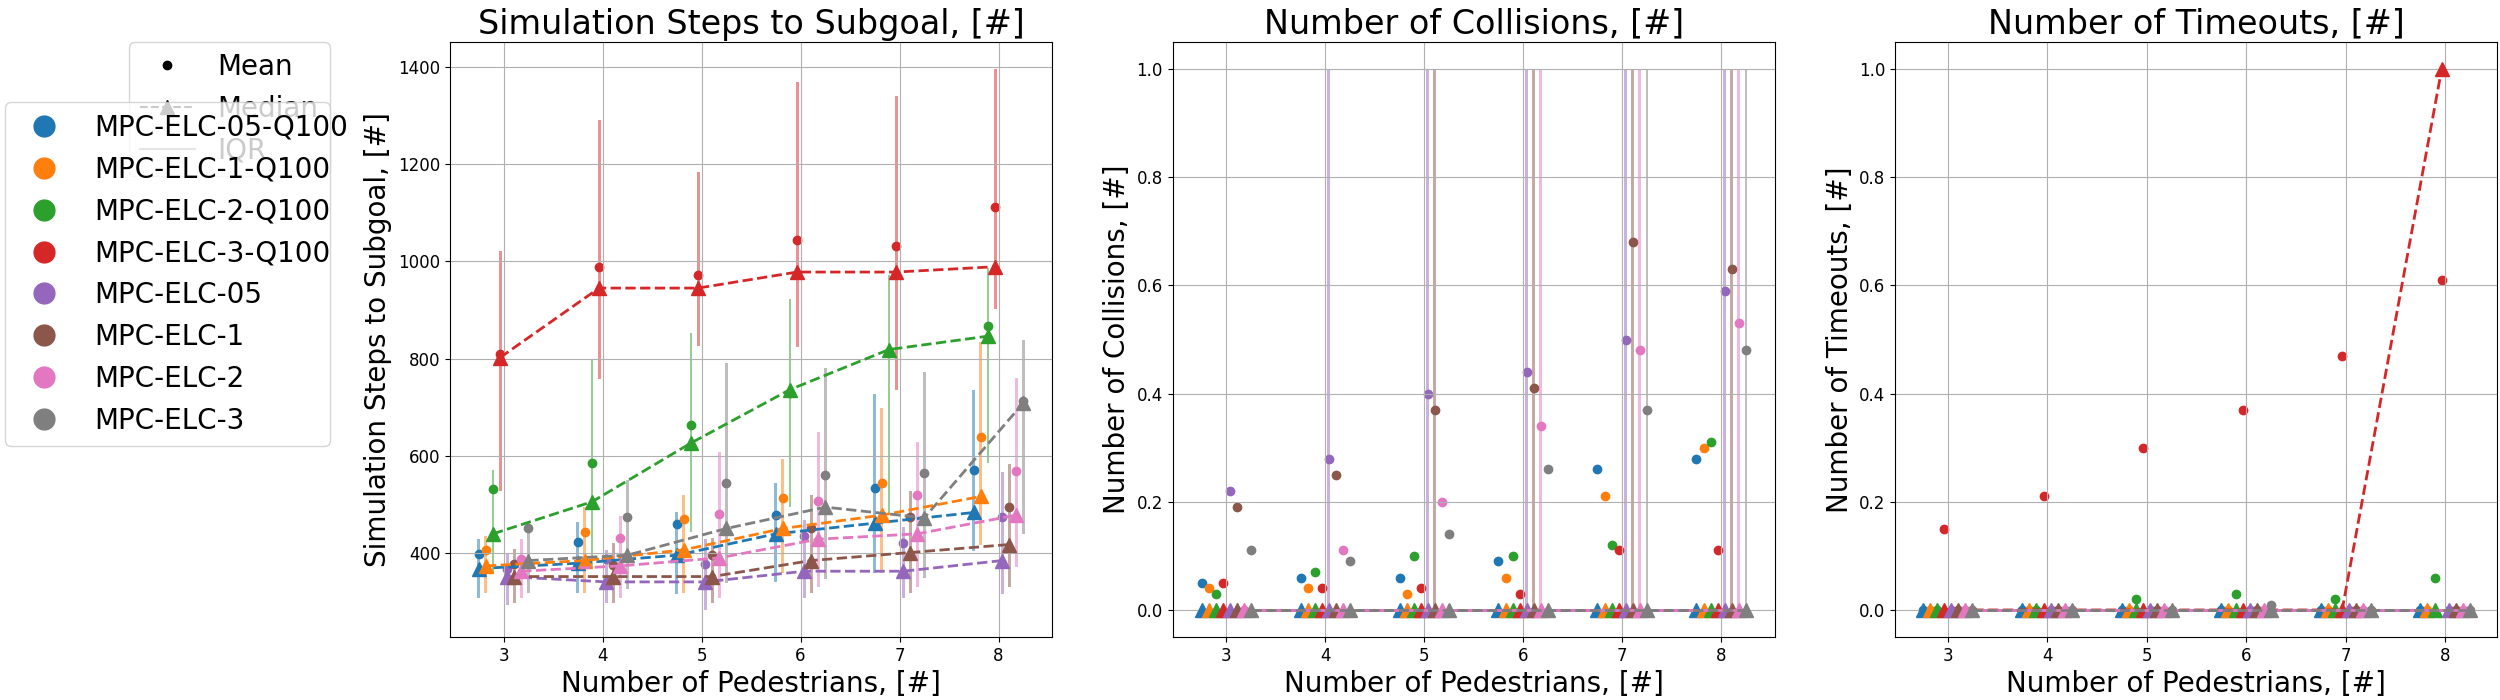 Mean
Median
IQR
MPC-ELC-05-Q100
MPC-ELC-1-Q100
MPC-ELC-2-Q100
MPC-ELC-3-Q100
MPC-ELC-05
MPC-ELC-1
MPC-ELC-2
MPC-ELC-3
Simulation Steps to Subgoal, [#]
Simulation Steps to Subgoal, [#]
1400
1200
1000
800
600
400
3 4 5 6 7 8
Number of Pedestrians, [#]
Number of Collisions, [#]
Number of Collisions, [#]
1.0
0.8
0.6
0.4
0.2
0.0
3 4 5 6 7 8
Number of Pedestrians, [#]
Number of Timeouts, [#]
Number of Timeouts, [#]
1.0
0.8
0.6
0.4
0.2
0.0
3 4 5 6 7 8
Number of Pedestrians, [#]